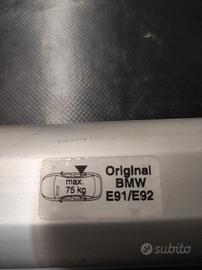 max.
75 kg
Original
BMW
E91/E92
subito